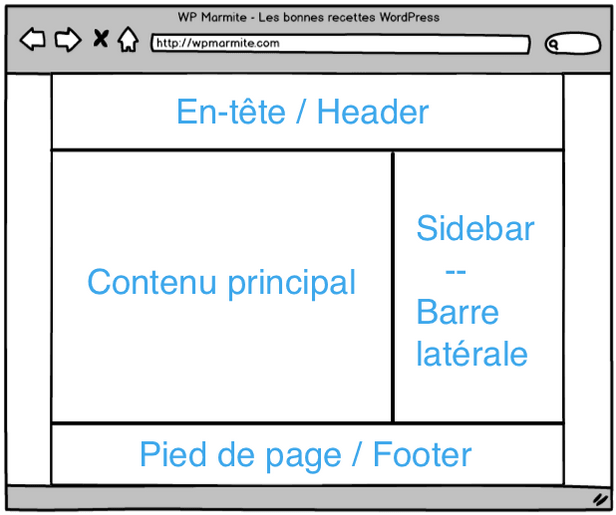 WP Marmite - Les bonnes recettes WordPress
http://wpmarmite.com
En-tête / Header
Contenu principal
Sidebar
--
Barre
latérale
Pied de page / Footer